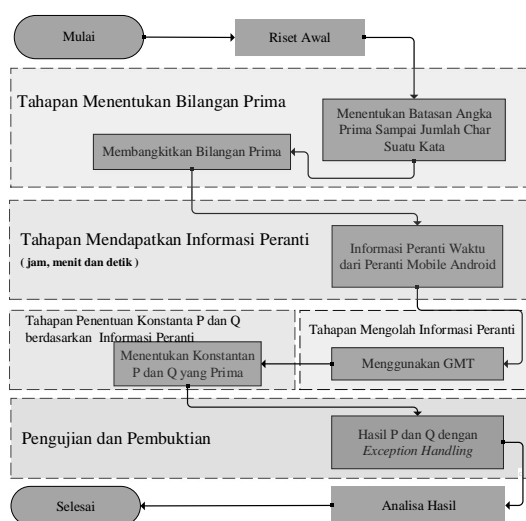 Mulai
Riset Awal
Tahapan Menentukan Bilangan Prima
Menentukan Batasan Angka
Prima Sampai Jumlah Char
Suatu Kata
Membangkitkan Bilangan Prima
Tahapan Mendapatkan Informasi Peranti
( jam, menit dan detik )
Informasi Peranti Waktu
dari Peranti Mobile Android
Tahapan Penentuan Konstanta P dan Q
berdasarkan Informasi Peranti
Menentukan Konstantan
P dan Q yang Prima
Tahapan Mengolah Informasi Peranti
Menggunakan GMT
Pengujian dan Pembuktian
Hasil P dan Q dengan
Exception Handling
Selesai
Analisa Hasil